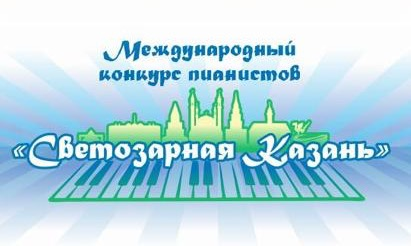 Международный
конкурс пианистов
«Светозарная Казань»